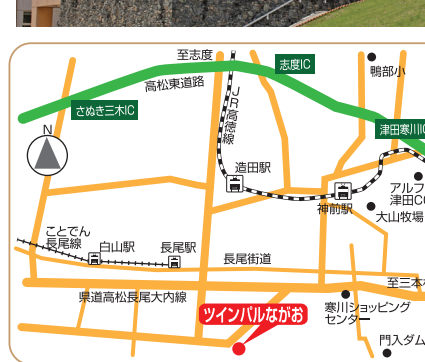 至志度
志度IC
鴨部小
高松東道路
さぬき三木IC
JR高徳線
津田寒川I
N
造田駅
アルフ
津田CC
神前駅
大山牧場
ことでん
長尾線
白山駅
長尾駅
長尾街道
至三本
県道高松長尾大内線
ツインパルながお
寒川ショッピング
センター
門入ダム